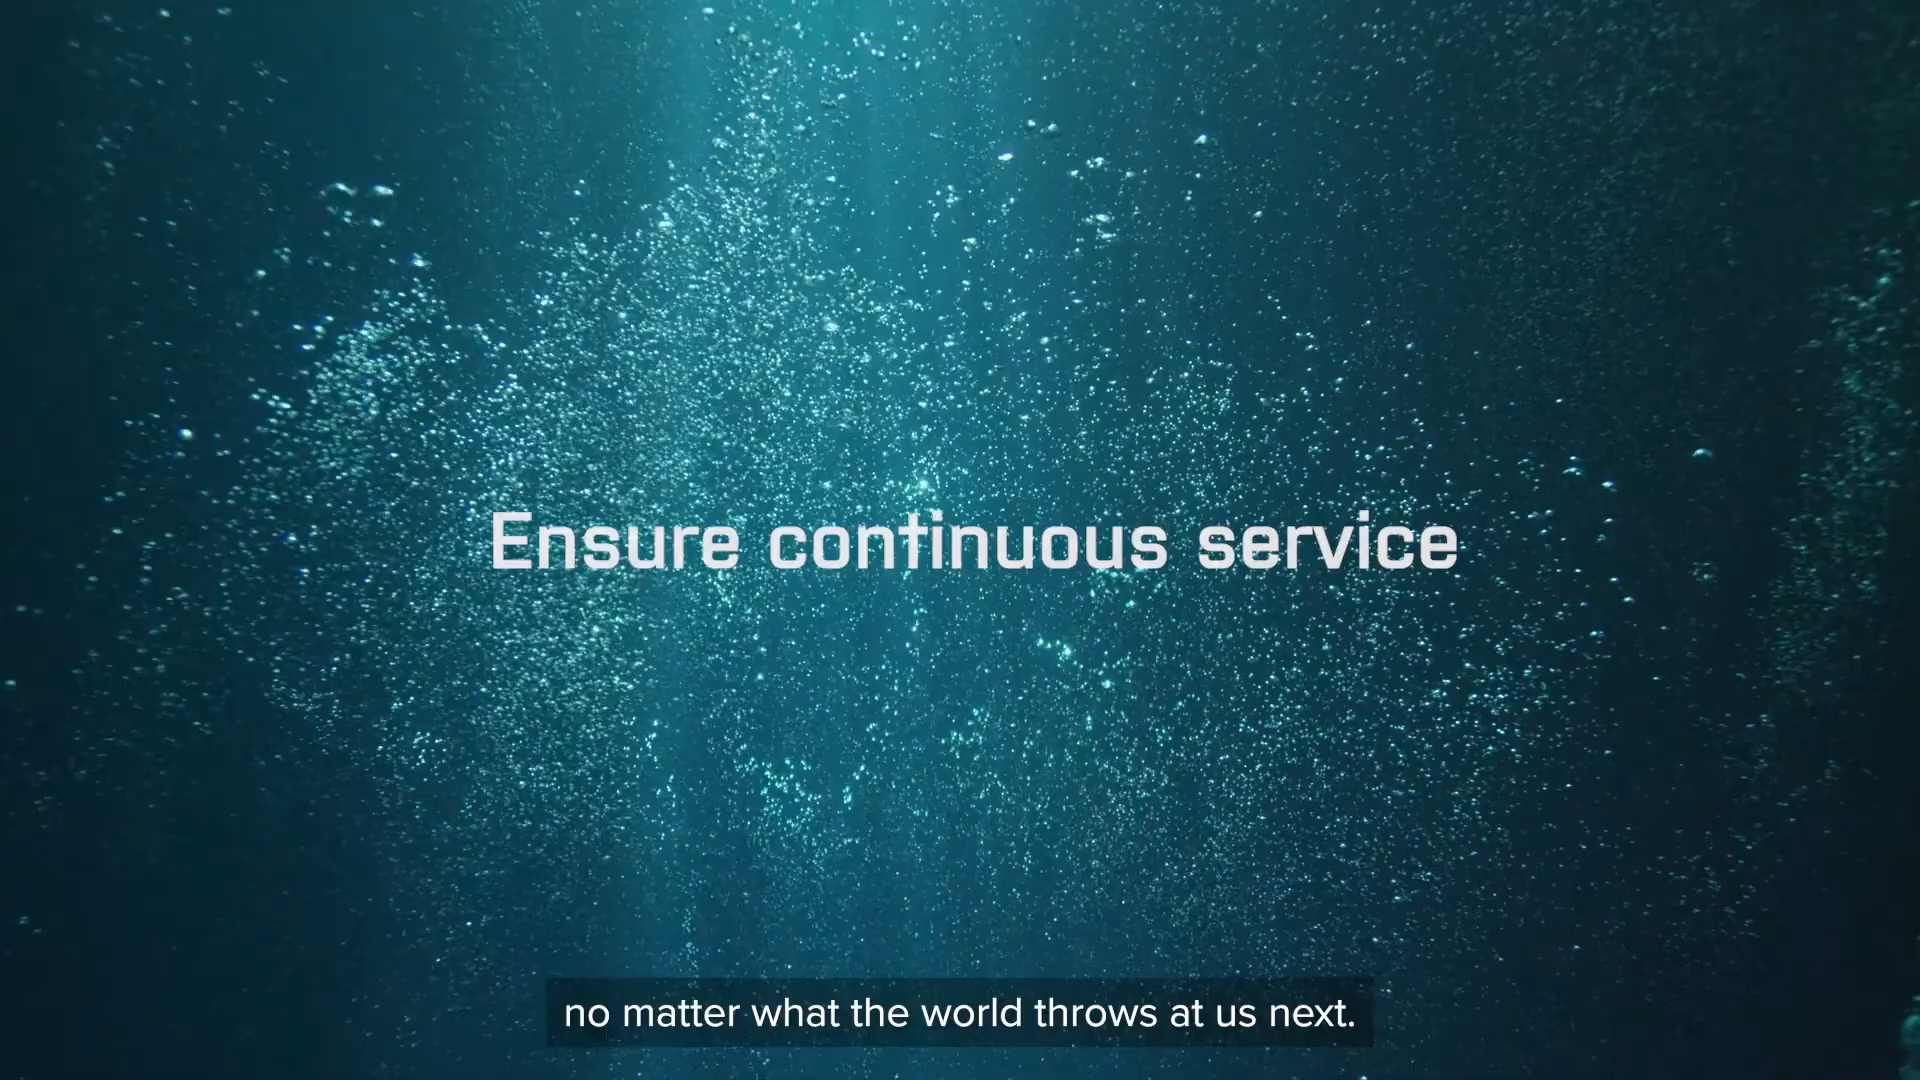 Ensure continuous service
no matter what the world throws at us next.